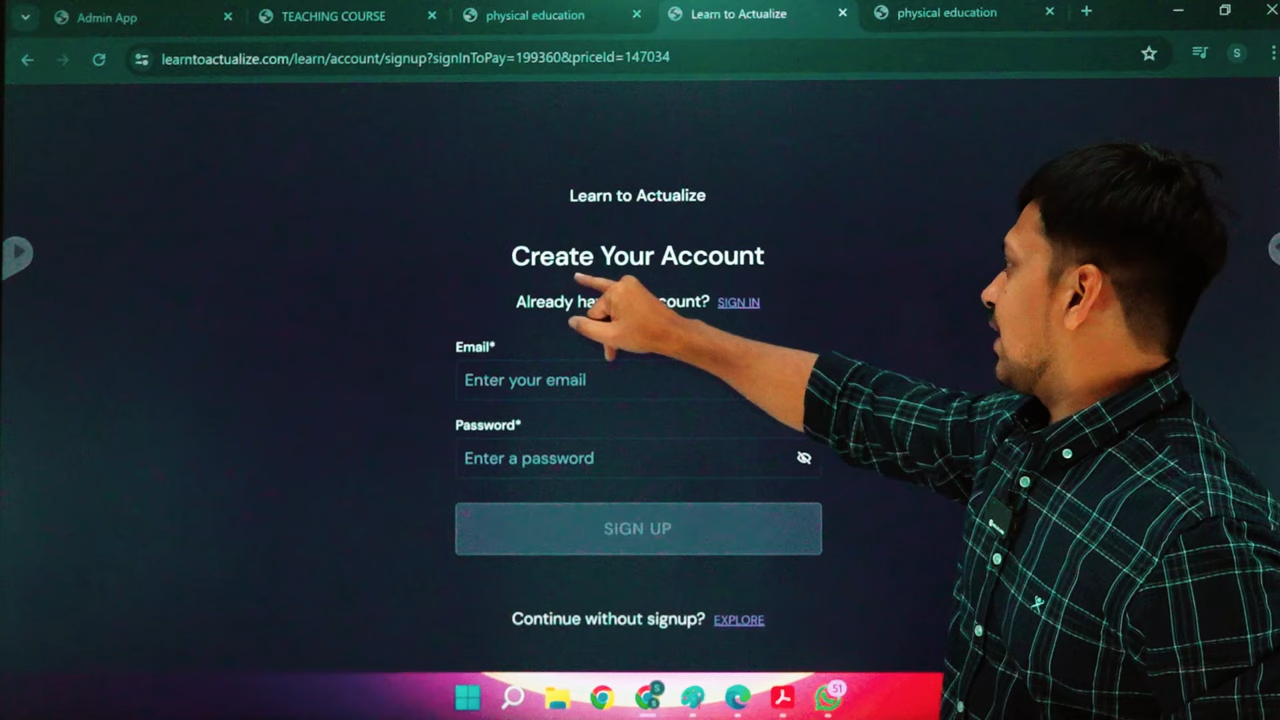 Admin App
TEACHING COURSE
physical education
Learn to Actualize
physical education
learntoactualize.com/learn/account/signup?signInToPay=199360&priceId=147034
S
Learn to Actualize
Create Your Account
Already ha count? SIGN IN
Email*
Enter your email
Password*
Enter a password
SIGN UP
Continue without signup? EXPLORE
S
51